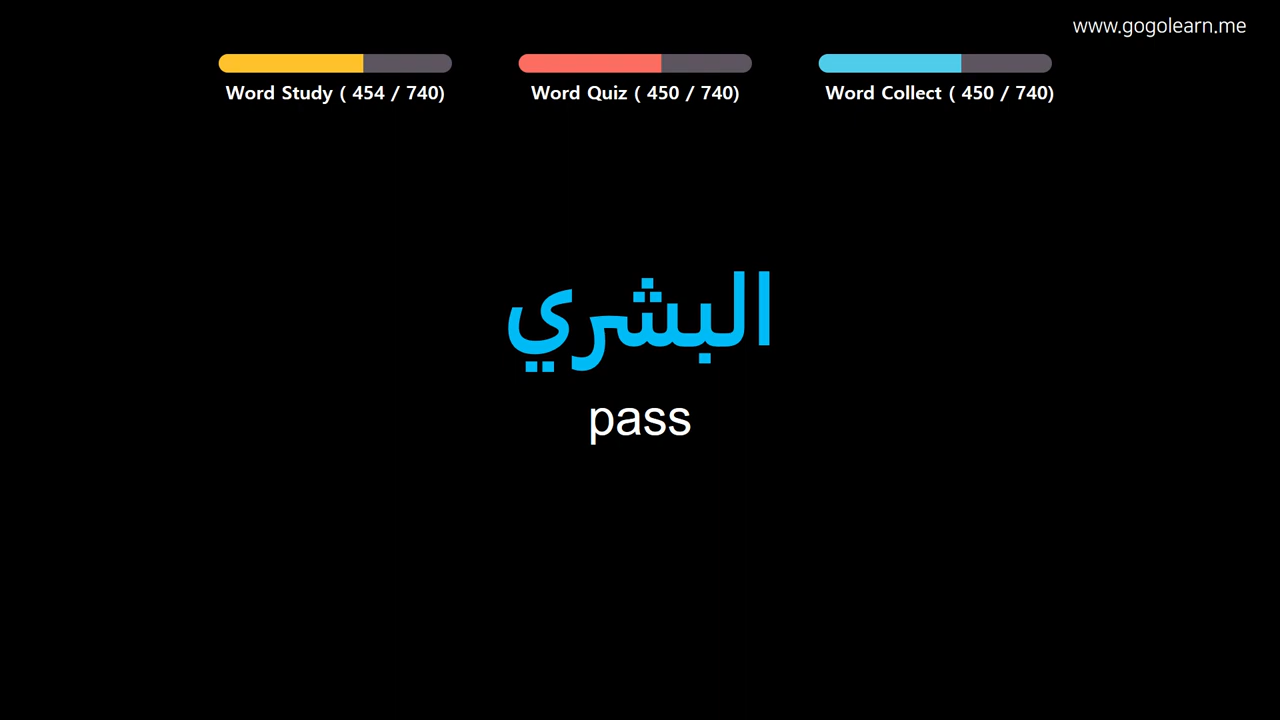 www.gogolearn.me
Word Study ( 454 / 740)
Word Quiz ( 450 / 740)
Word Collect ( 450 / 740)
البشري
pass